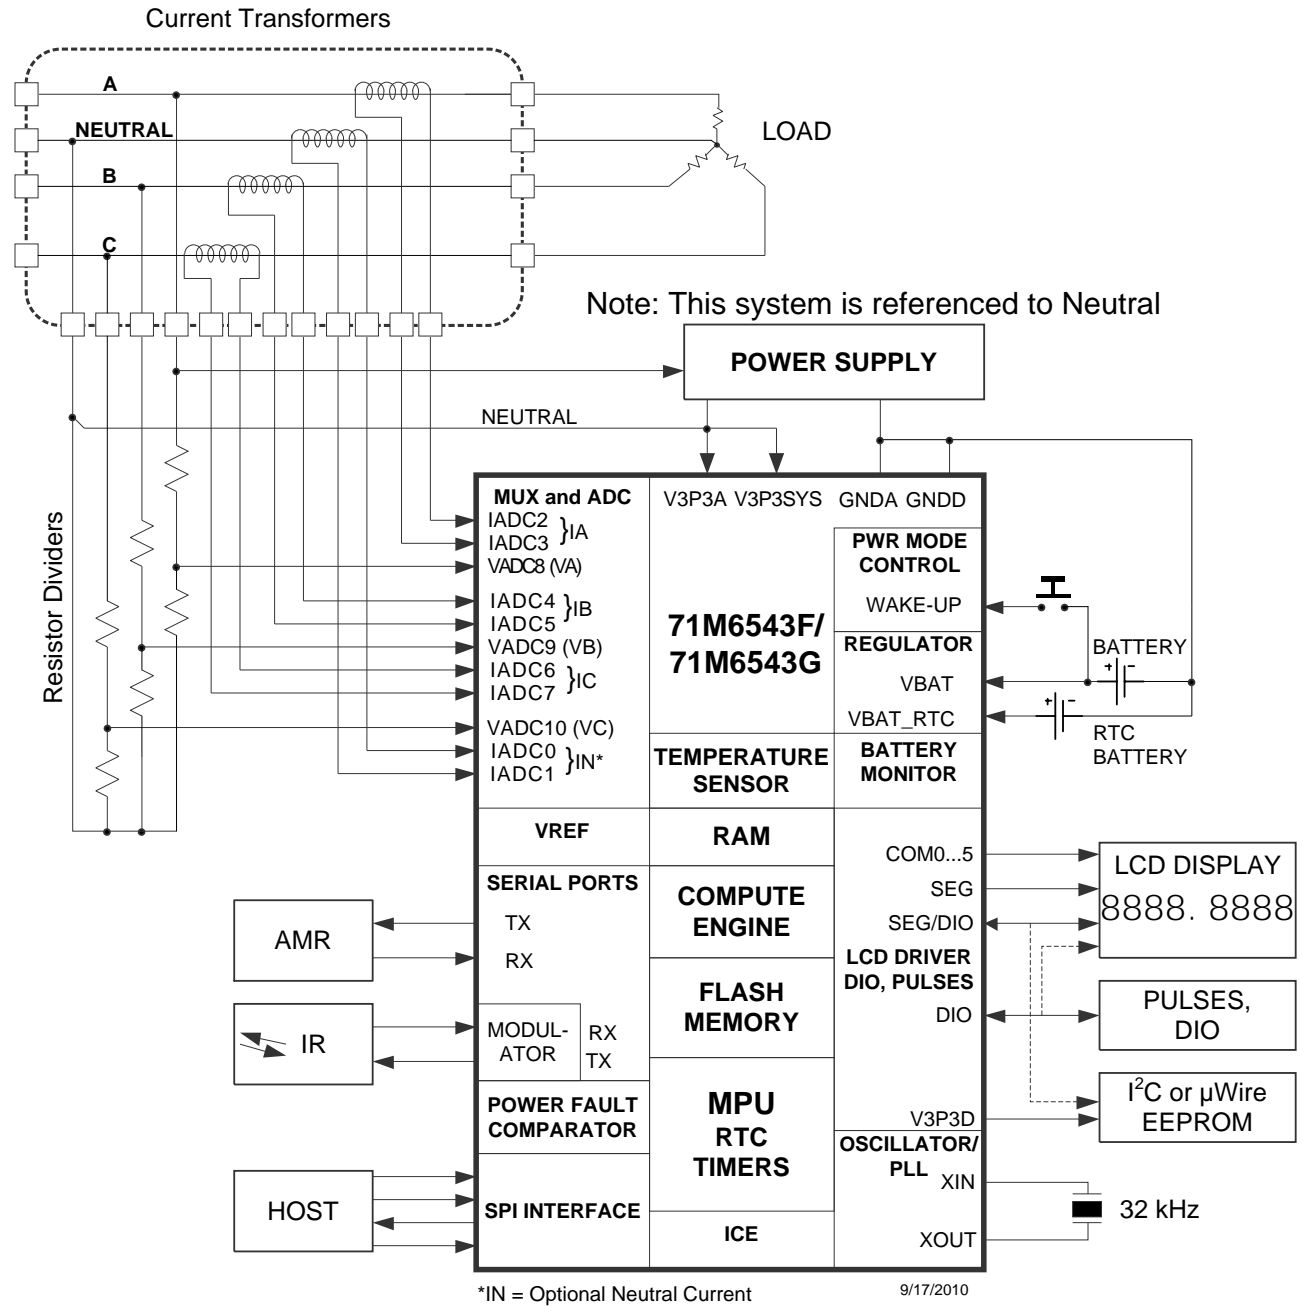 Current Transformers
A
NEUTRAL
B
C
LOAD
Note: This system is referenced to Neutral
POWER SUPPLY
NEUTRAL
Resistor Dividers
MUX and ADC
IADC2
IADC3
}IA
VADC8 (VA)
IADC4
IADC5
}IB
VADC9 (VB)
IADC6
IADC7
}IC
VADC10 (VC)
IADC0
IADC1
}IN*
V3P3A V3P3SYS GNDA GNDD
71M6543F/
71M6543G
PWR MODE
CONTROL
WAKE-UP
REGULATOR
VBAT
VBAT_RTC
BATTERY
+ -
+ -
RTC
BATTERY
TEMPERATURE
SENSOR
BATTERY
MONITOR
VREF
RAM
SERIAL PORTS
TX
RX
COMPUTE
ENGINE
COM0...5
SEG
SEG/DIO
LCD DRIVER
DIO, PULSES
DIO
LCD DISPLAY
8888. 8888
AMR
IR
MODUL-
ATOR
RX
TX
FLASH
MEMORY
PULSES,
DIO
I²C or µWire
EEPROM
V3P3D
POWER FAULT
COMPARATOR
MPU
RTC
TIMERS
OSCILLATOR/
PLL
XIN
XOUT
32 kHz
HOST
SPI INTERFACE
ICE
*IN = Optional Neutral Current
9/17/2010